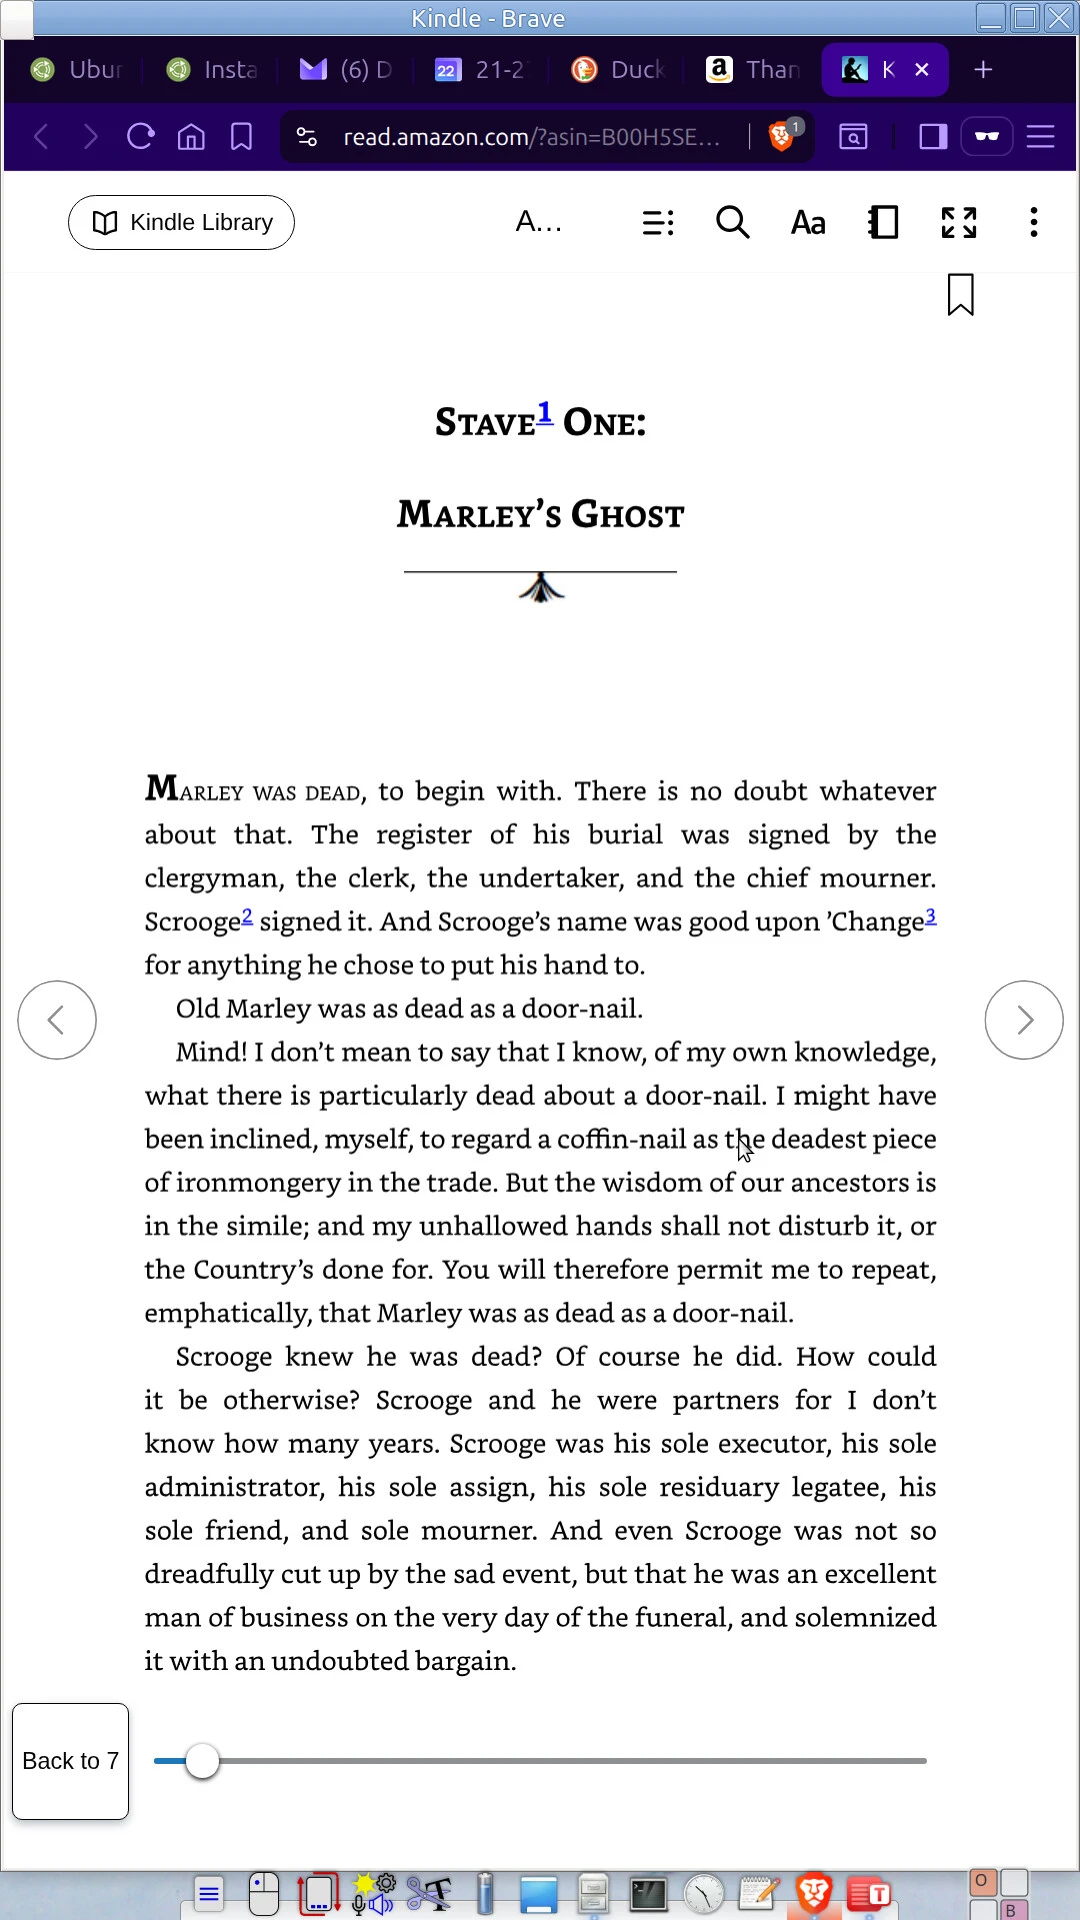 Kindle - Brave
Ubur
Insta
(6) D
22 21-2
Duck
a Than
K
read.amazon.com/?asin=B00H5SE...
1
Kindle Library
A...
Aa
STAVE1 ONE:
MARLEY’S GHOST
MARLEY WAS DEAD, to begin with. There is no doubt whatever
about that. The register of his burial was signed by the
clergyman, the clerk, the undertaker, and the chief mourner.
Scrooge2 signed it. And Scrooge’s name was good upon ’Change3
for anything he chose to put his hand to.
Old Marley was as dead as a door-nail.
Mind! I don’t mean to say that I know, of my own knowledge,
what there is particularly dead about a door-nail. I might have
been inclined, myself, to regard a coffin-nail as the deadest piece
of ironmongery in the trade. But the wisdom of our ancestors is
in the simile; and my unhallowed hands shall not disturb it, or
the Country’s done for. You will therefore permit me to repeat,
emphatically, that Marley was as dead as a door-nail.
Scrooge knew he was dead? Of course he did. How could
it be otherwise? Scrooge and he were partners for I don’t
know how many years. Scrooge was his sole executor, his sole
administrator, his sole assign, his sole residuary legatee, his
sole friend, and sole mourner. And even Scrooge was not so
dreadfully cut up by the sad event, but that he was an excellent
man of business on the very day of the funeral, and solemnized
it with an undoubted bargain.
Back to 7
T
T
O
B